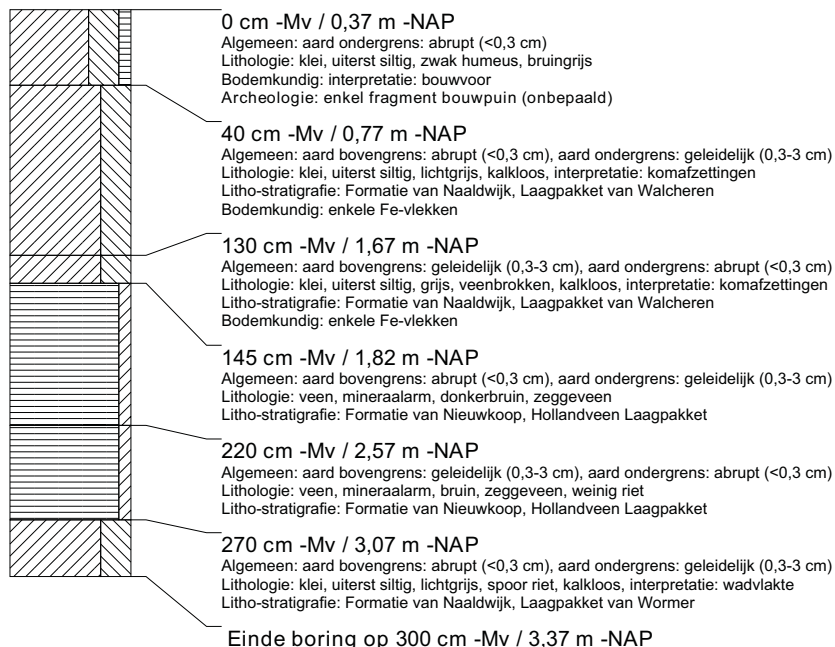 0 cm -Mv / 0,37 m -NAP
Algemeen: aard ondergrens: abrupt (<0,3 cm)
Lithologie: klei, uiterst siltig, zwak humeus, bruingrijs
Bodemkundig: interpretatie: bouwvoor
Archeologie: enkel fragment bouwpuin (onbepaald)
40 cm -Mv / 0,77 m -NAP
Algemeen: aard bovengrens: abrupt (<0,3 cm), aard ondergrens: geleidelijk (0,3-3 cm)
Lithologie: klei, uiterst siltig, lichtgrijs, kalkloos, interpretatie: komafzettingen
Litho-stratigrafie: Formatie van Naaldwijk, Laagpakket van Walcheren
Bodemkundig: enkele Fe-vlekken
130 cm -Mv / 1,67 m -NAP
Algemeen: aard bovengrens: geleidelijk (0,3-3 cm), aard ondergrens: abrupt (<0,3 cm)
Lithologie: klei, uiterst siltig, grijs, veenbrokken, kalkloos, interpretatie: komafzettingen
Litho-stratigrafie: Formatie van Naaldwijk, Laagpakket van Walcheren
Bodemkundig: enkele Fe-vlekken
145 cm -Mv / 1,82 m -NAP
Algemeen: aard bovengrens: abrupt (<0,3 cm), aard ondergrens: geleidelijk (0,3-3 cm)
Lithologie: veen, mineraalarm, donkerbruin, zeggeveen
Litho-stratigrafie: Formatie van Nieuwkoop, Hollandveen Laagpakket
220 cm -Mv / 2,57 m -NAP
Algemeen: aard bovengrens: geleidelijk (0,3-3 cm), aard ondergrens: abrupt (<0,3 cm)
Lithologie: veen, mineraalarm, bruin, zeggeveen, weinig riet
Litho-stratigrafie: Formatie van Nieuwkoop, Hollandveen Laagpakket
270 cm -Mv / 3,07 m -NAP
Algemeen: aard bovengrens: abrupt (<0,3 cm), aard ondergrens: geleidelijk (0,3-3 cm)
Lithologie: klei, uiterst siltig, lichtgrijs, spoor riet, kalkloos, interpretatie: wadvlakte
Litho-stratigrafie: Formatie van Naaldwijk, Laagpakket van Wormer
Einde boring op 300 cm -Mv / 3,37 m -NAP